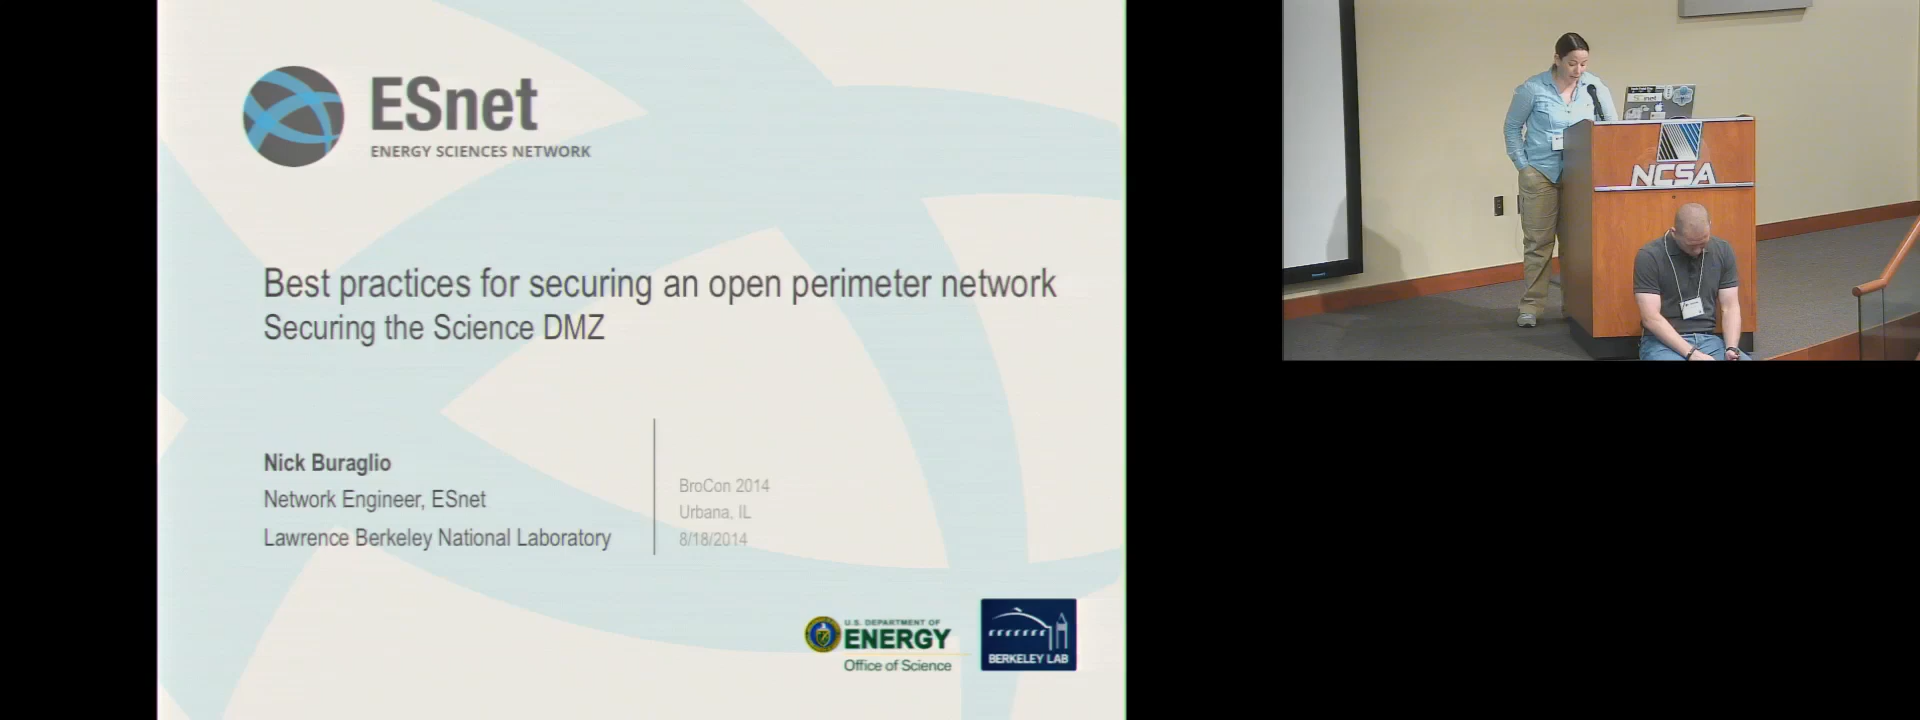 ESnet
ENERGY SCIENCES NETWORK
Best practices for securing an open perimeter network
Securing the Science DMZ
Nick Buraglio
Network Engineer, ESnet
Lawrence Berkeley National Laboratory
BroCon 2014
Urbana, IL
8/18/2014
U.S. DEPARTMENT OF
ENERGY
Office of Science
BERKELEY LAB
NCSA